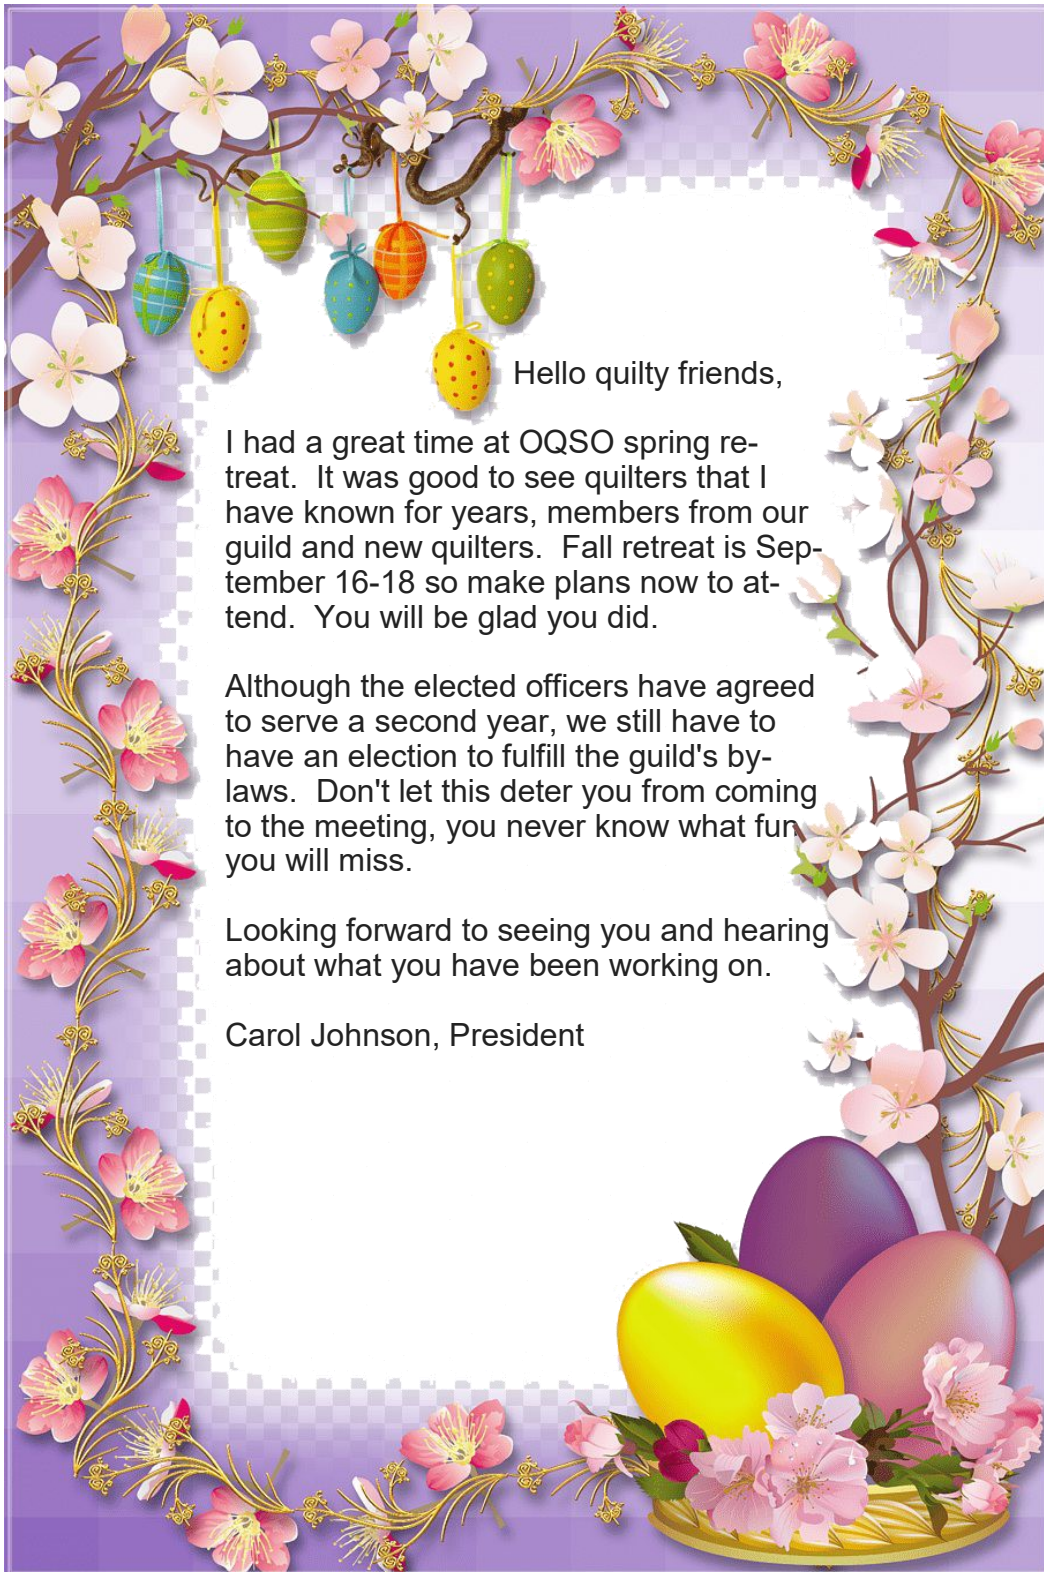 Hello quilty friends,
I had a great time at OQSO spring re-
treat.  It was good to see quilters that I
have known for years, members from our
guild and new quilters.  Fall retreat is Sep-
tember 16-18 so make plans now to at-
tend.  You will be glad you did.
Although the elected officers have agreed
to serve a second year, we still have to
have an election to fulfill the guild's by-
laws.  Don't let this deter you from coming
to the meeting, you never know what fun
you will miss.
Looking forward to seeing you and hearing
about what you have been working on.
Carol Johnson, President